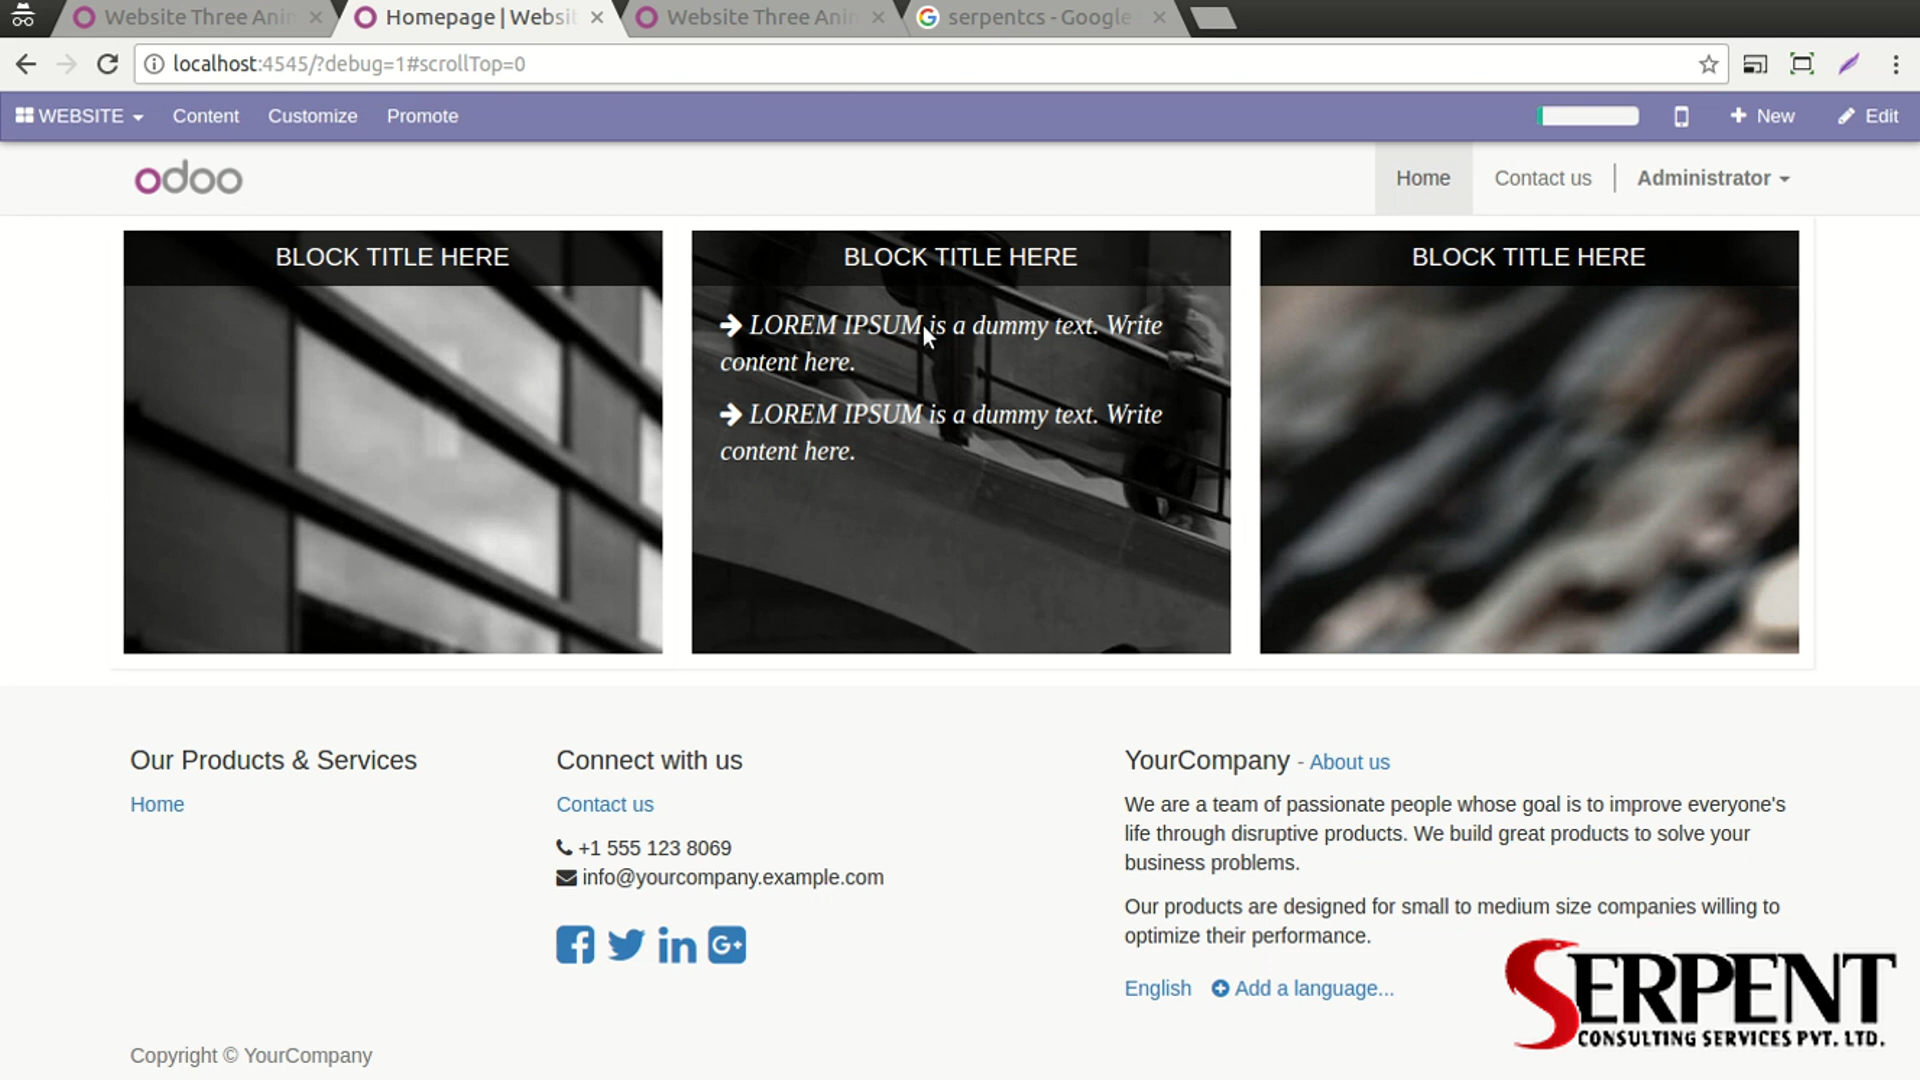 Website Three Anin
Homepage | Websit
Website Three Anin
serpentcs - Google
localhost:4545/?debug=1#scrollTop=0
WEBSITE
Content
Customize
Promote
New
Edit
odoo
Home
Contact us
Administrator
BLOCK TITLE HERE
BLOCK TITLE HERE
LOREM IPSUM is a dummy text. Write
content here.
LOREM IPSUM is a dummy text. Write
content here.
BLOCK TITLE HERE
Our Products & Services
Home
Connect with us
Contact us
+1 555 123 8069
info@yourcompany.example.com
YourCompany - About us
We are a team of passionate people whose goal is to improve everyone's
life through disruptive products. We build great products to solve your
business problems.
Our products are designed for small to medium size companies willing to
optimize their performance.
English Add a language...
SERPENT
CONSULTING SERVICES PVT. LTD.
Copyright © YourCompany